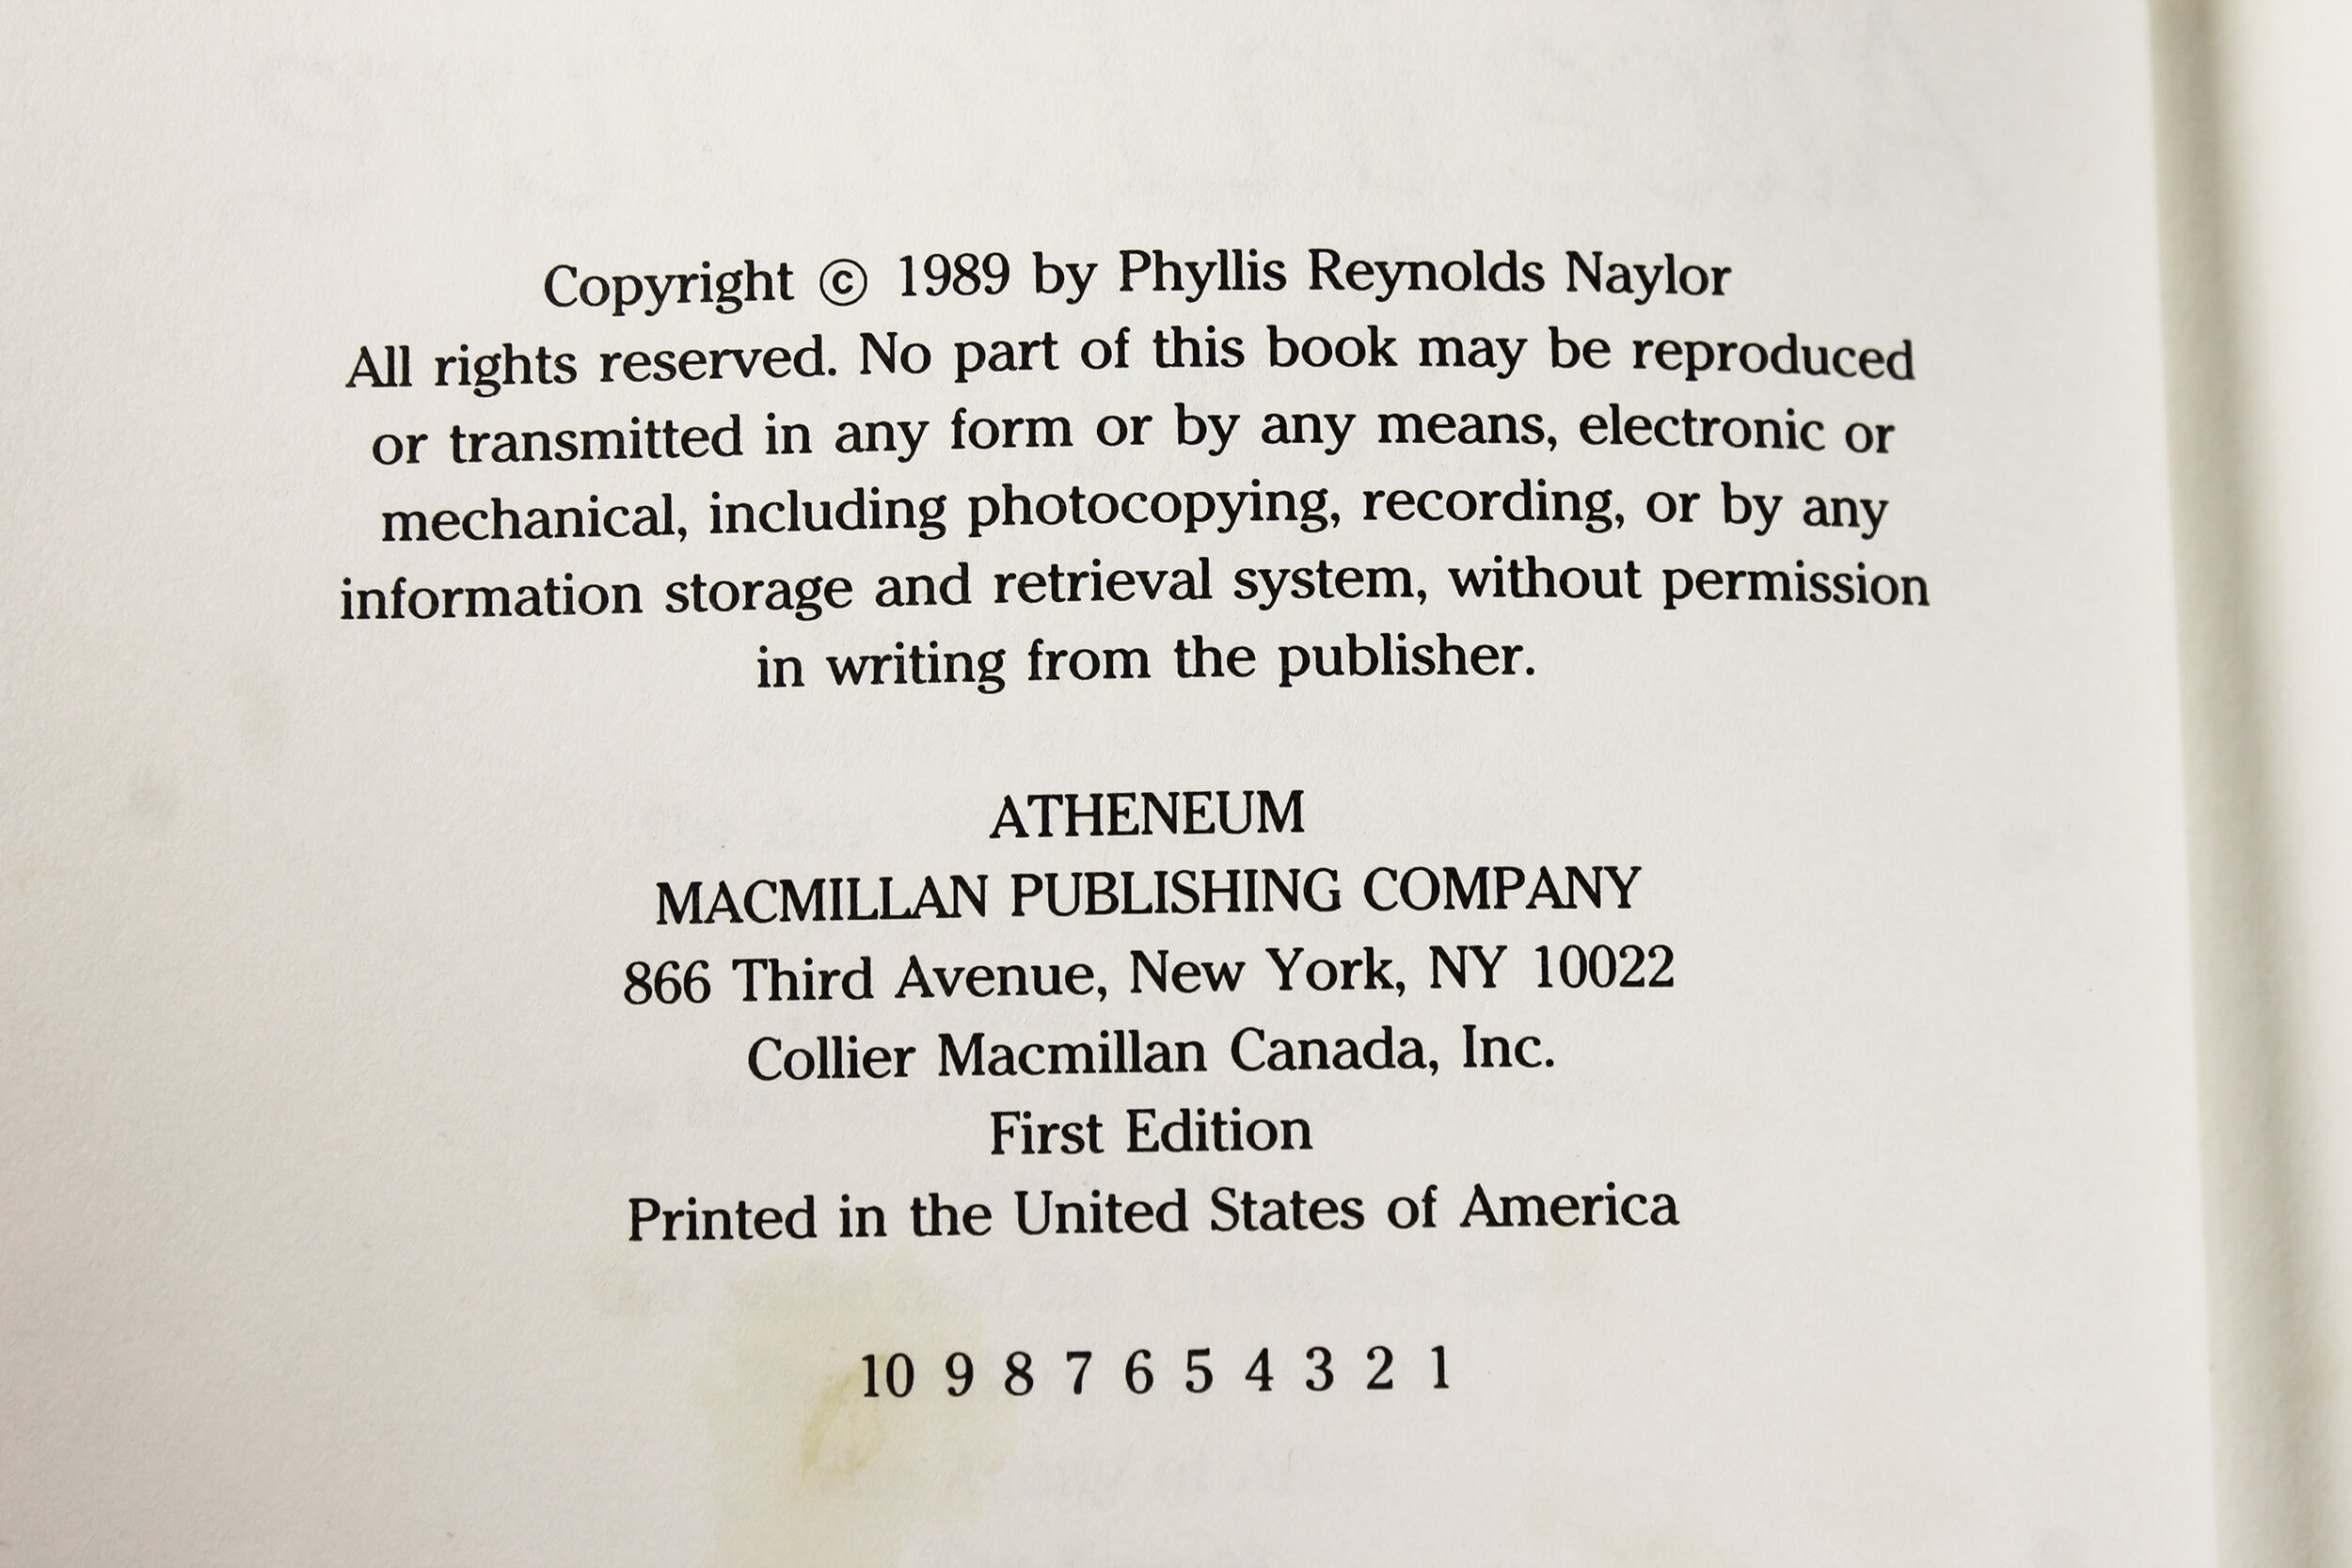 Copyright © 1989 by Phyllis Reynolds Naylor
All rights reserved. No part of this book may be reproduced
or transmitted in any form or by any means, electronic or
mechanical, including photocopying, recording, or by any
information storage and retrieval system, without permission
in writing from the publisher.
ATHENEUM
MACMILLAN PUBLISHING COMPANY
866 Third Avenue, New York, NY 10022
Collier Macmillan Canada, Inc.
First Edition
Printed in the United States of America
10 9 8 7 6 5 4 3 2 1